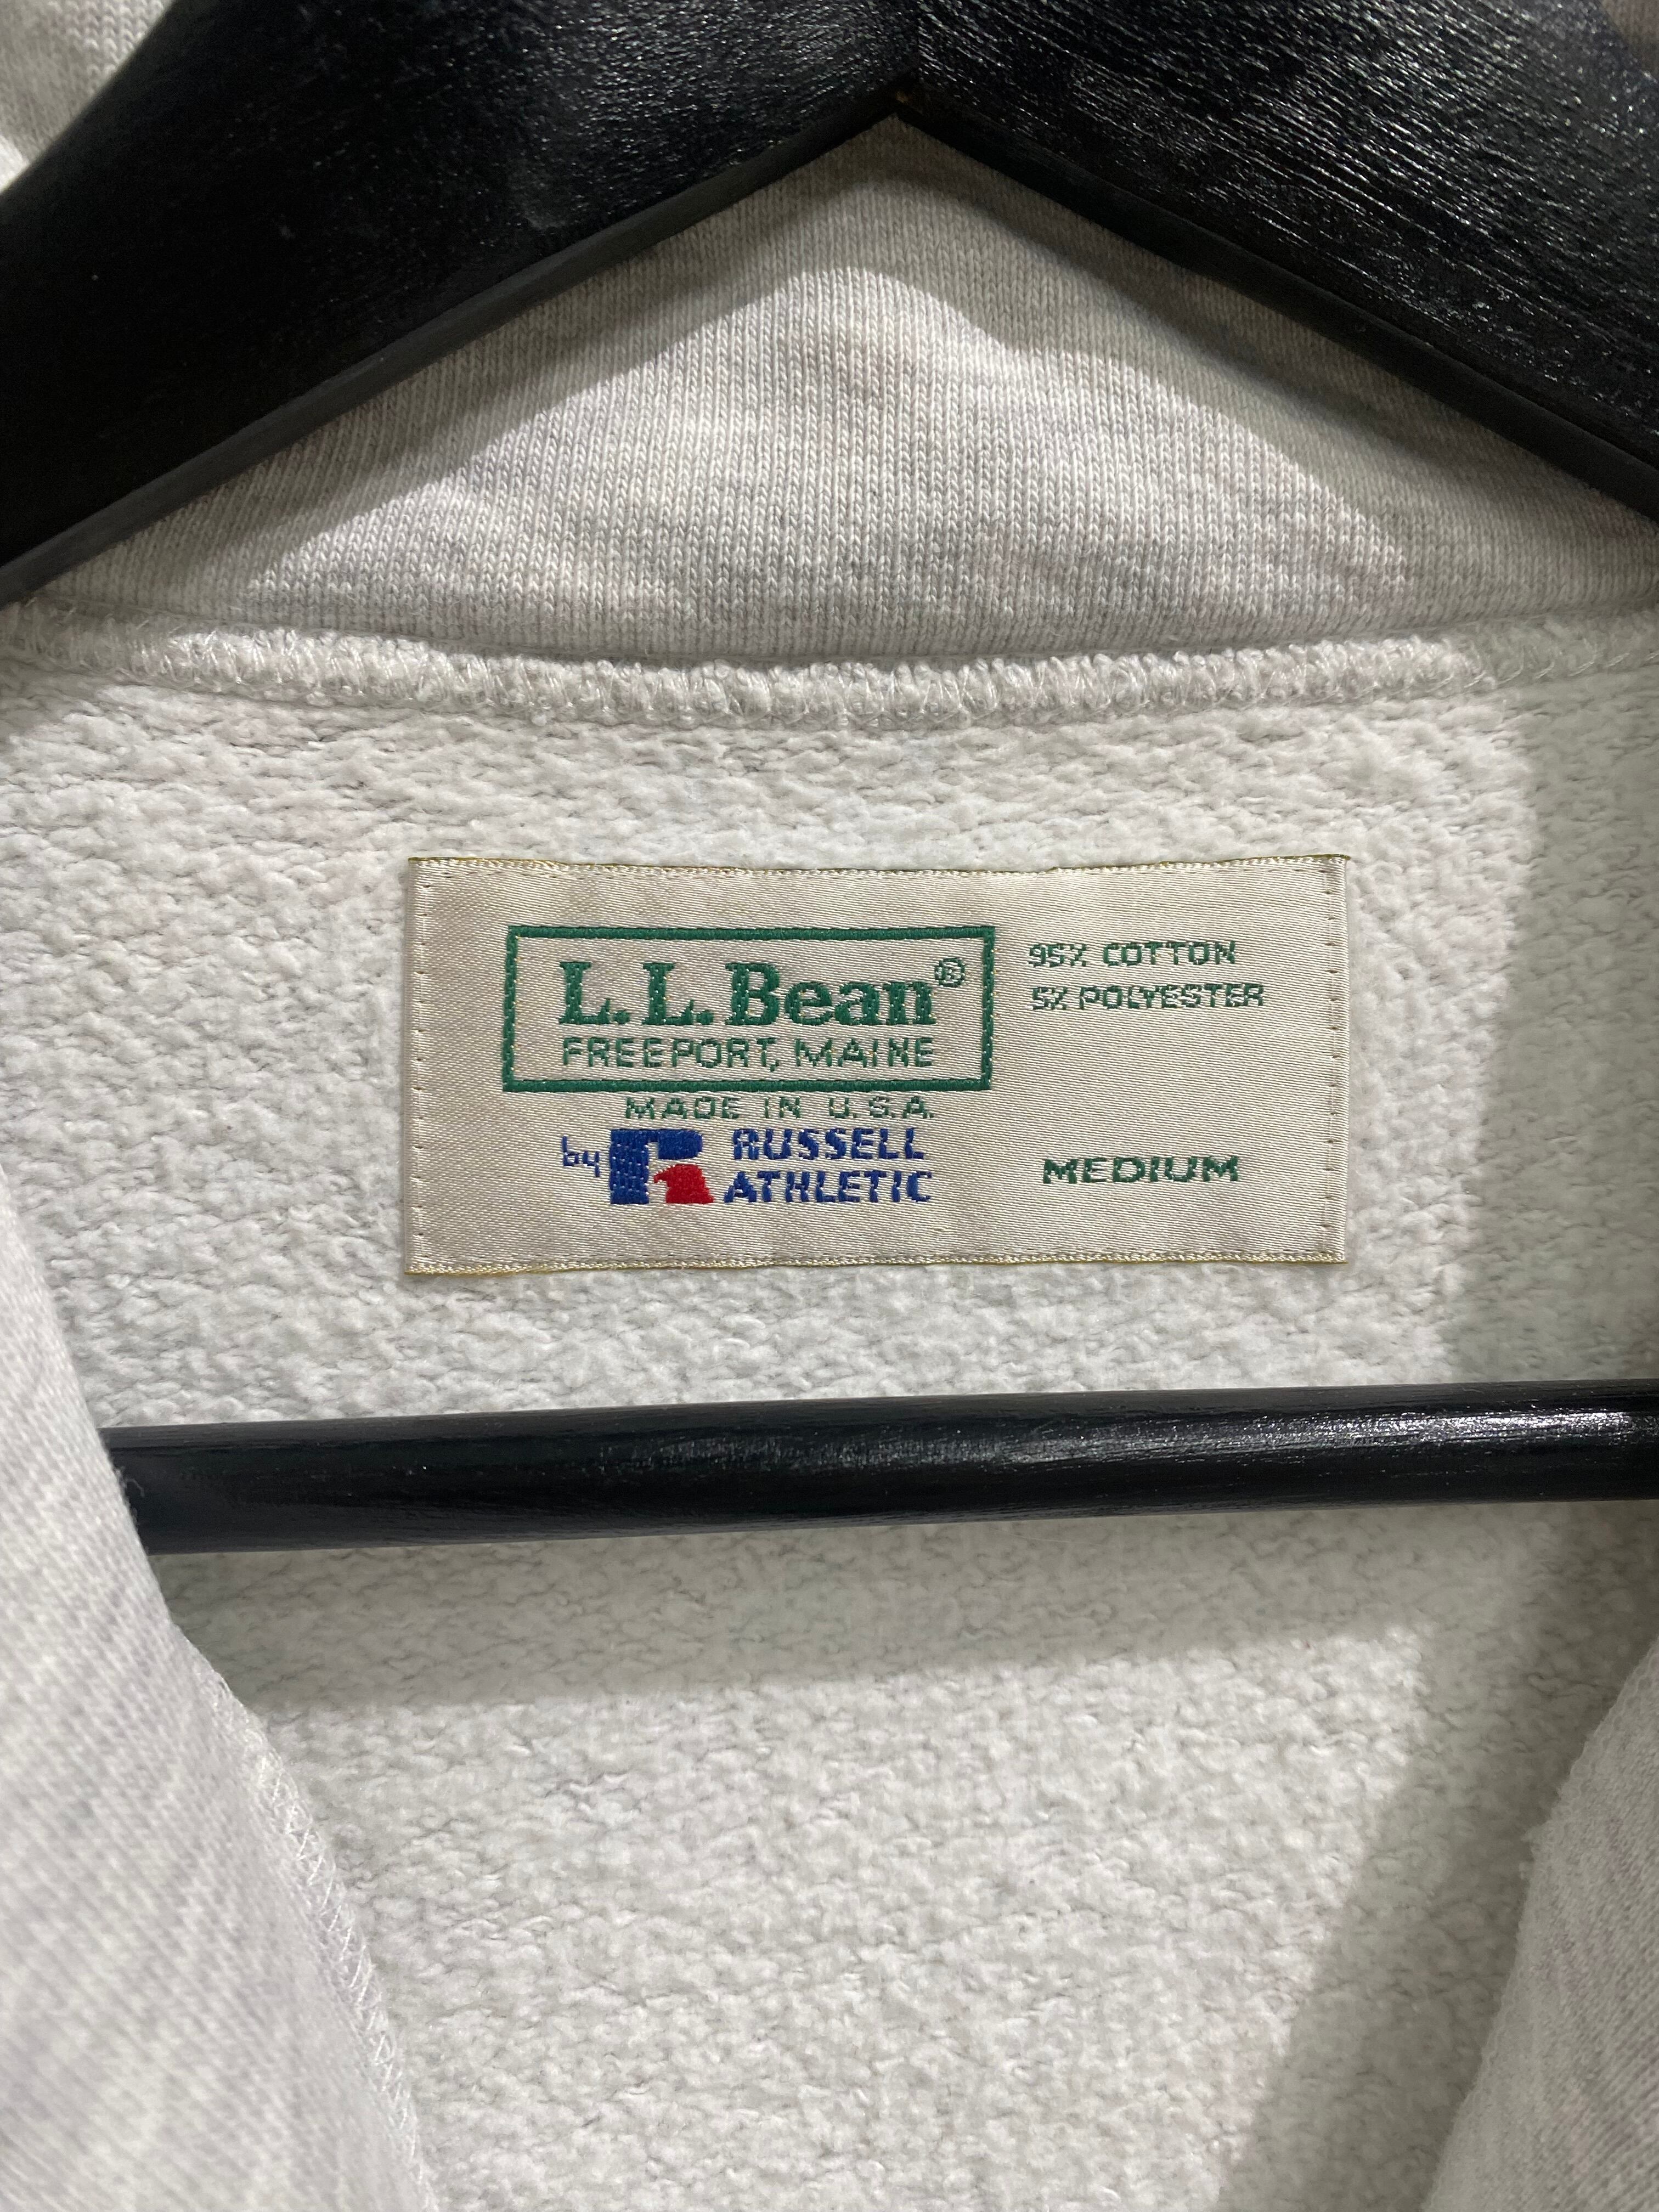 L.L.Bean®
FREEPORT, MAINE
MADE IN U.S.A.
by RUSSELL
ATHLETIC
95% COTTON
5% POLYESTER
MEDIUM